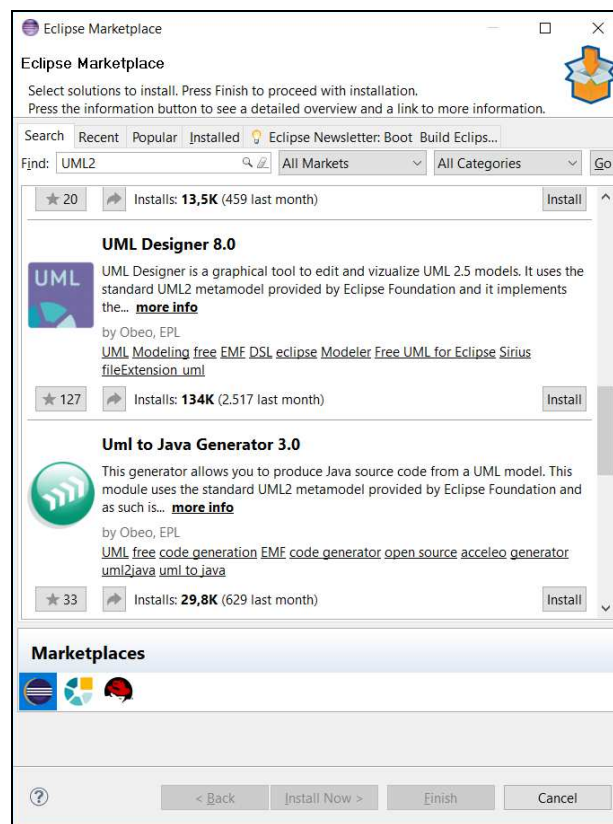 Eclipse Marketplace
Eclipse Marketplace
Select solutions to install. Press Finish to proceed with installation.
Press the information button to see a detailed overview and a link to more information.
Search Recent Popular Installed Eclipse Newsletter: Boot Build Eclips...
Find: UML2 All Markets All Categories Go
20 Installs: 13,5K (459 last month) Install
UML Designer 8.0
UML
UML Designer is a graphical tool to edit and vizualize UML 2.5 models. It uses the
standard UML2 metamodel provided by Eclipse Foundation and it implements
the... more info
by Obeo, EPL
UML Modeling free EMF DSL eclipse Modeler Free UML for Eclipse Sirius
fileExtension_uml
127 Installs: 134K (2.517 last month) Install
Uml to Java Generator 3.0
This generator allows you to produce Java source code from a UML model. This
module uses the standard UML2 metamodel provided by Eclipse Foundation and
as such is... more info
by Obeo, EPL
UML free code generation EMF code generator open source acceleo generator
uml2java uml to java
33 Installs: 29,8K (629 last month) Install
Marketplaces
? < Back Install Now > Finish Cancel